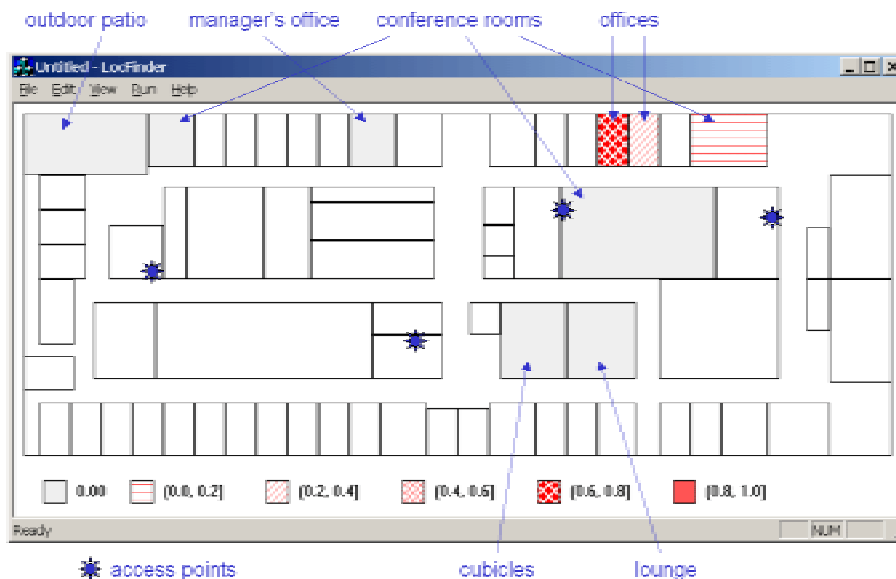 outdoor patio manager's office conference rooms offices
Untitled - LocFinder
File Edit View Run Help
0.00 (0.0, 0.2] (0.2, 0.4] (0.4, 0.6] (0.6, 0.8] (0.8, 1.0]
Ready NUM
access points cubicles lounge